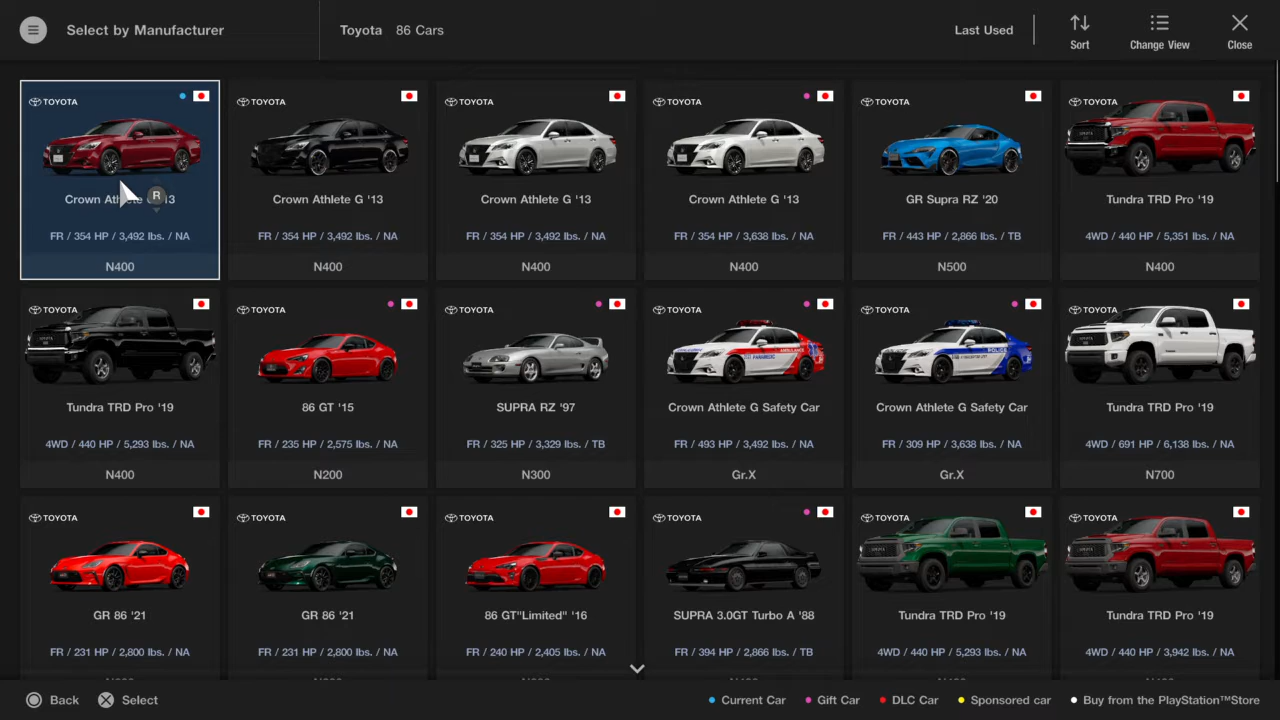 Select by Manufacturer
Toyota 86 Cars
Last Used
Sort
Change View
Close
TOYOTA
Crown Athlete G '13
R
FR / 354 HP / 3,492 lbs. / NA
N400
TOYOTA
Crown Athlete G '13
FR / 354 HP / 3,492 lbs. / NA
N400
TOYOTA
Crown Athlete G '13
FR / 354 HP / 3,492 lbs. / NA
N400
TOYOTA
Crown Athlete G '13
FR / 354 HP / 3,638 lbs. / NA
N400
TOYOTA
GR Supra RZ '20
FR / 443 HP / 2,866 lbs. / TB
N500
TOYOTA
Tundra TRD Pro '19
4WD / 440 HP / 5,351 lbs. / NA
N400
TOYOTA
Tundra TRD Pro '19
4WD / 440 HP / 5,293 lbs. / NA
N400
TOYOTA
86 GT '15
FR / 235 HP / 2,575 lbs. / NA
N200
TOYOTA
SUPRA RZ '97
FR / 325 HP / 3,329 lbs. / TB
N300
TOYOTA
Crown Athlete G Safety Car
FR / 493 HP / 3,492 lbs. / NA
Gr.X
TOYOTA
POLICE
Crown Athlete G Safety Car
FR / 309 HP / 3,638 lbs. / NA
Gr.X
TOYOTA
Tundra TRD Pro '19
4WD / 691 HP / 6,138 lbs. / NA
N700
TOYOTA
GR 86 '21
FR / 231 HP / 2,800 lbs. / NA
TOYOTA
GR 86 '21
FR / 231 HP / 2,800 lbs. / NA
TOYOTA
86 GT"Limited" '16
FR / 240 HP / 2,405 lbs. / NA
TOYOTA
SUPRA 3.0GT Turbo A '88
FR / 394 HP / 2,866 lbs. / TB
TOYOTA
Tundra TRD Pro '19
4WD / 440 HP / 5,293 lbs. / NA
TOYOTA
Tundra TRD Pro '19
4WD / 440 HP / 3,942 lbs. / NA
Back
Select
Current Car
Gift Car
DLC Car
Sponsored car
Buy from the PlayStation™Store